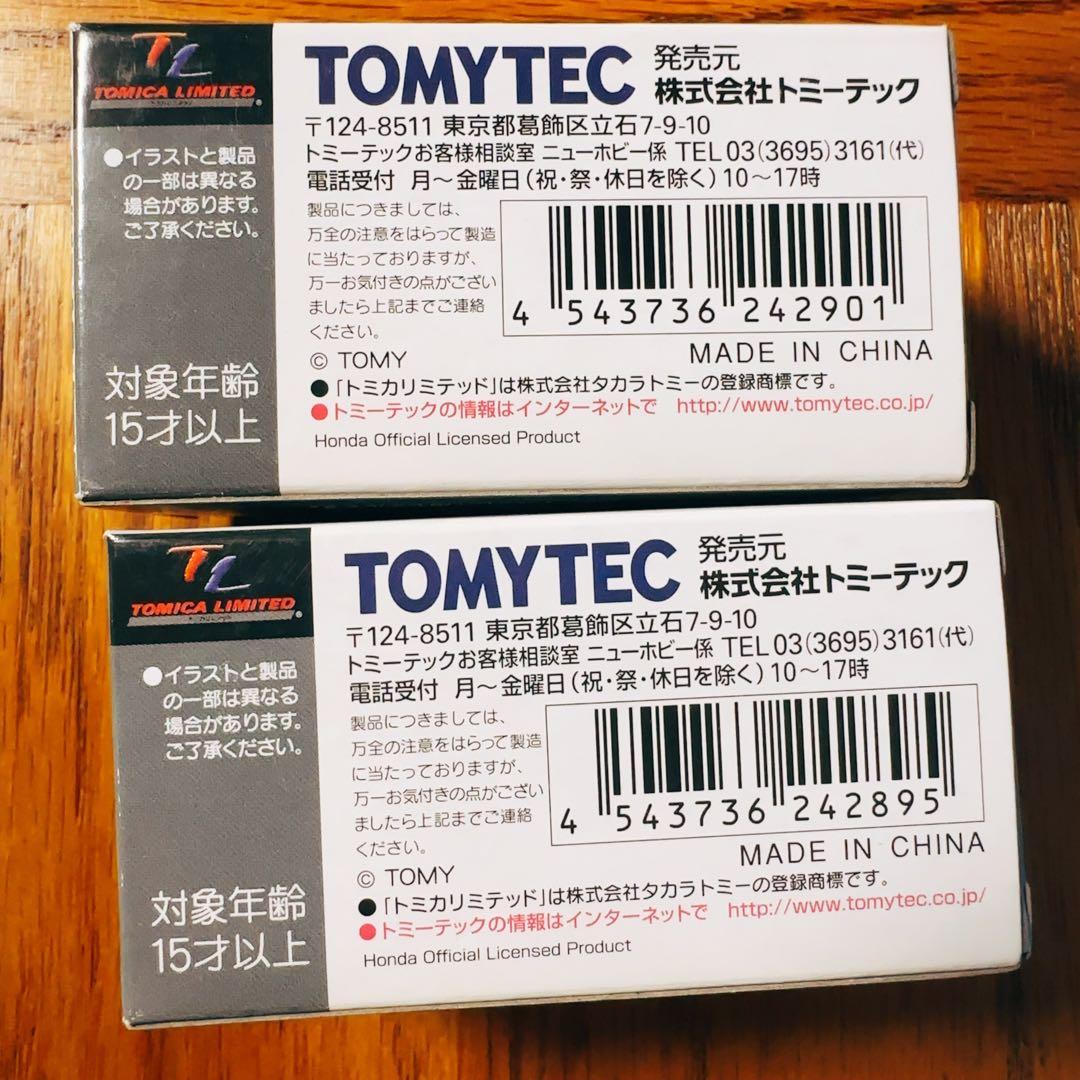 TL
TOMICA LIMITED
●イラストと製品
の一部は異なる
場合があります。
ご了承ください。
対象年齢
15才以上
TOMYTEC
発売元
株式会社トミーテック
〒124-8511 東京都葛飾区立石7-9-10
トミーテックお客様相談室 ニューホビー係 TEL 03(3695)3161(代)
電話受付 月～金曜日(祝・祭・休日を除く)10～17時
製品につきましては、
万全の注意をはらって製造
に当たっておりますが、
万一お気付きの点がござい
ましたら上記までご連絡
ください。
4 543736 242901
© TOMY
MADE IN CHINA
●「トミカリミテッド」は株式会社タカラトミーの登録商標です。
●トミーテックの情報はインターネットで http://www.tomytec.co.jp/
Honda Official Licensed Product
TL
TOMICA LIMITED
●イラストと製品
の一部は異なる
場合があります。
ご了承ください。
対象年齢
15才以上
TOMYTEC
発売元
株式会社トミーテック
〒124-8511 東京都葛飾区立石7-9-10
トミーテックお客様相談室 ニューホビー係 TEL 03(3695)3161(代)
電話受付 月～金曜日(祝・祭・休日を除く)10～17時
製品につきましては、
万全の注意をはらって製造
に当たっておりますが、
万一お気付きの点がござい
ましたら上記までご連絡
ください。
4 543736 242895
© TOMY
MADE IN CHINA
●「トミカリミテッド」は株式会社タカラトミーの登録商標です。
●トミーテックの情報はインターネットで http://www.tomytec.co.jp/
Honda Official Licensed Product